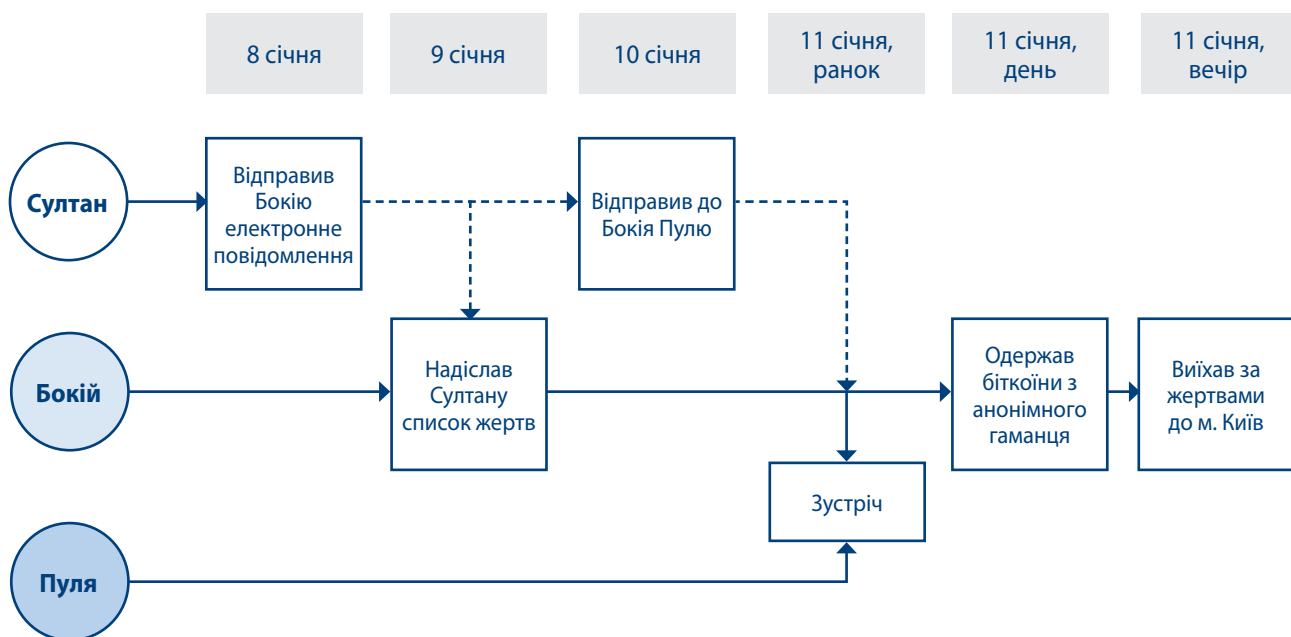 8 січня
9 січня
10 січня
11 січня,
ранок
11 січня,
день
11 січня,
вечір
Султан
Відправив
Бокію
електронне
повідомлення
Відправив до
Бокія Пулю
Бокій
Надіслав
Султану
список жертв
Одержав
біткоїни з
анонімного
гаманця
Виїхав за
жертвами
до м. Київ
Зустріч
Пуля